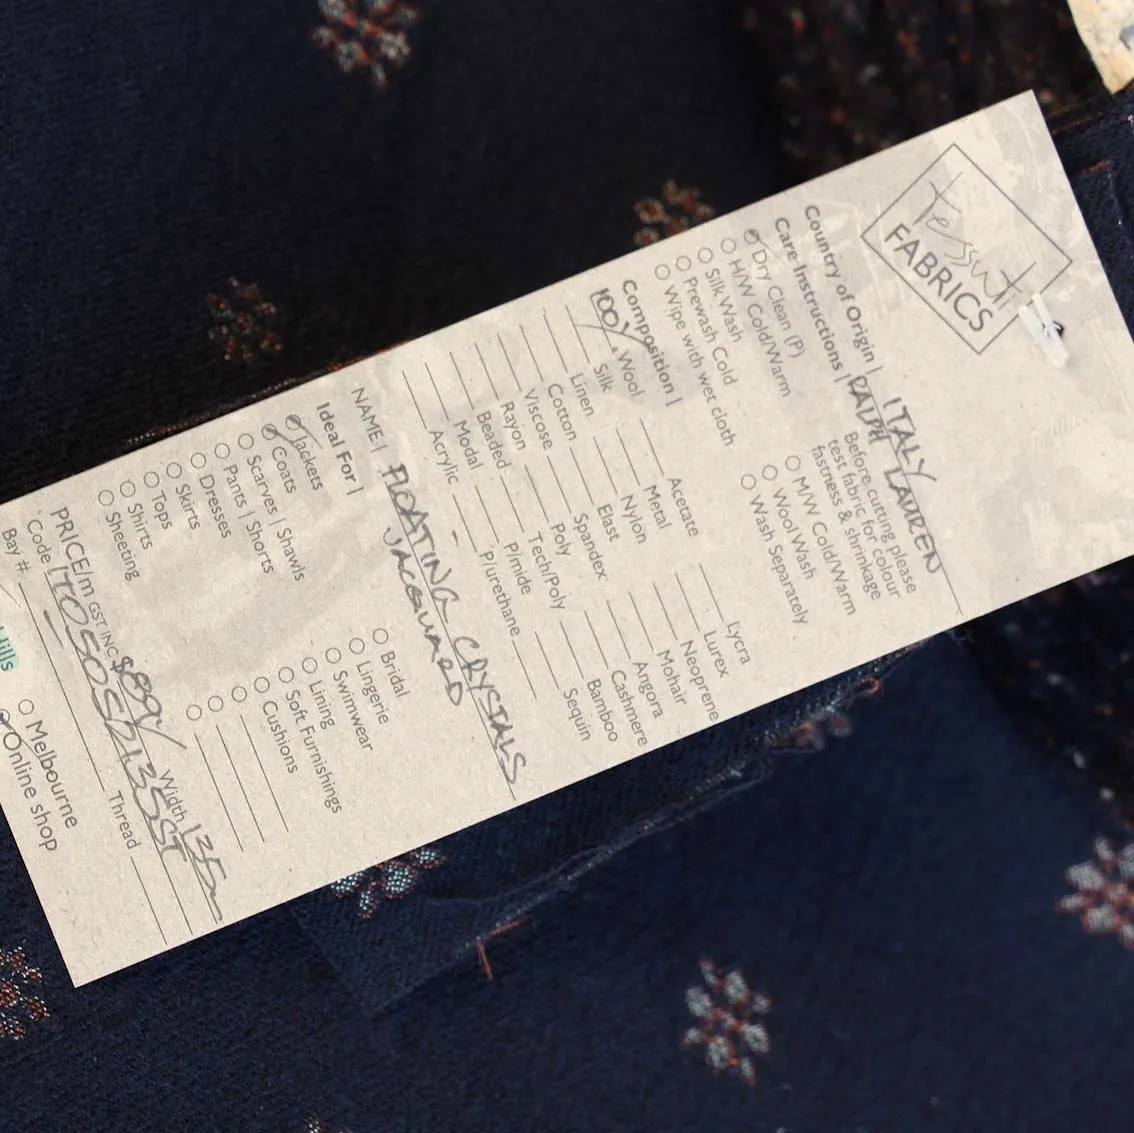 tessuti
FABRICS
Country of Origin | ITALY
RALPH LAUREN
Care Instructions |
Dry Clean (P)
H/W Cold/Warm
Silk Wash
Prewash Cold
Wipe with wet cloth
Before cutting please
test fabric for colour
fastness & shrinkage
M/W Cold/Warm
Wool Wash
Wash Separately
Composition |
100% Wool
Silk
Linen
Cotton
Viscose
Rayon
Beaded
Modal
Acrylic
Acetate
Metal
Nylon
Elast
Spandex
Poly
Tech/Poly
P/mide
P/urethane
Lycra
Lurex
Neoprene
Mohair
Angora
Cashmere
Bamboo
Sequin
NAME | FLOATING CRYSTALS
JACQUARD
Ideal For |
Jackets
Coats
Scarves | Shawls
Pants | Shorts
Dresses
Skirts
Tops
Shirts
Sheeting
Bridal
Lingerie
Swimwear
Lining
Soft Furnishings
Cushions
PRICE/m GST INC $89 Width 135
Code |
Bay # Thread
Hills
Melbourne
Online shop